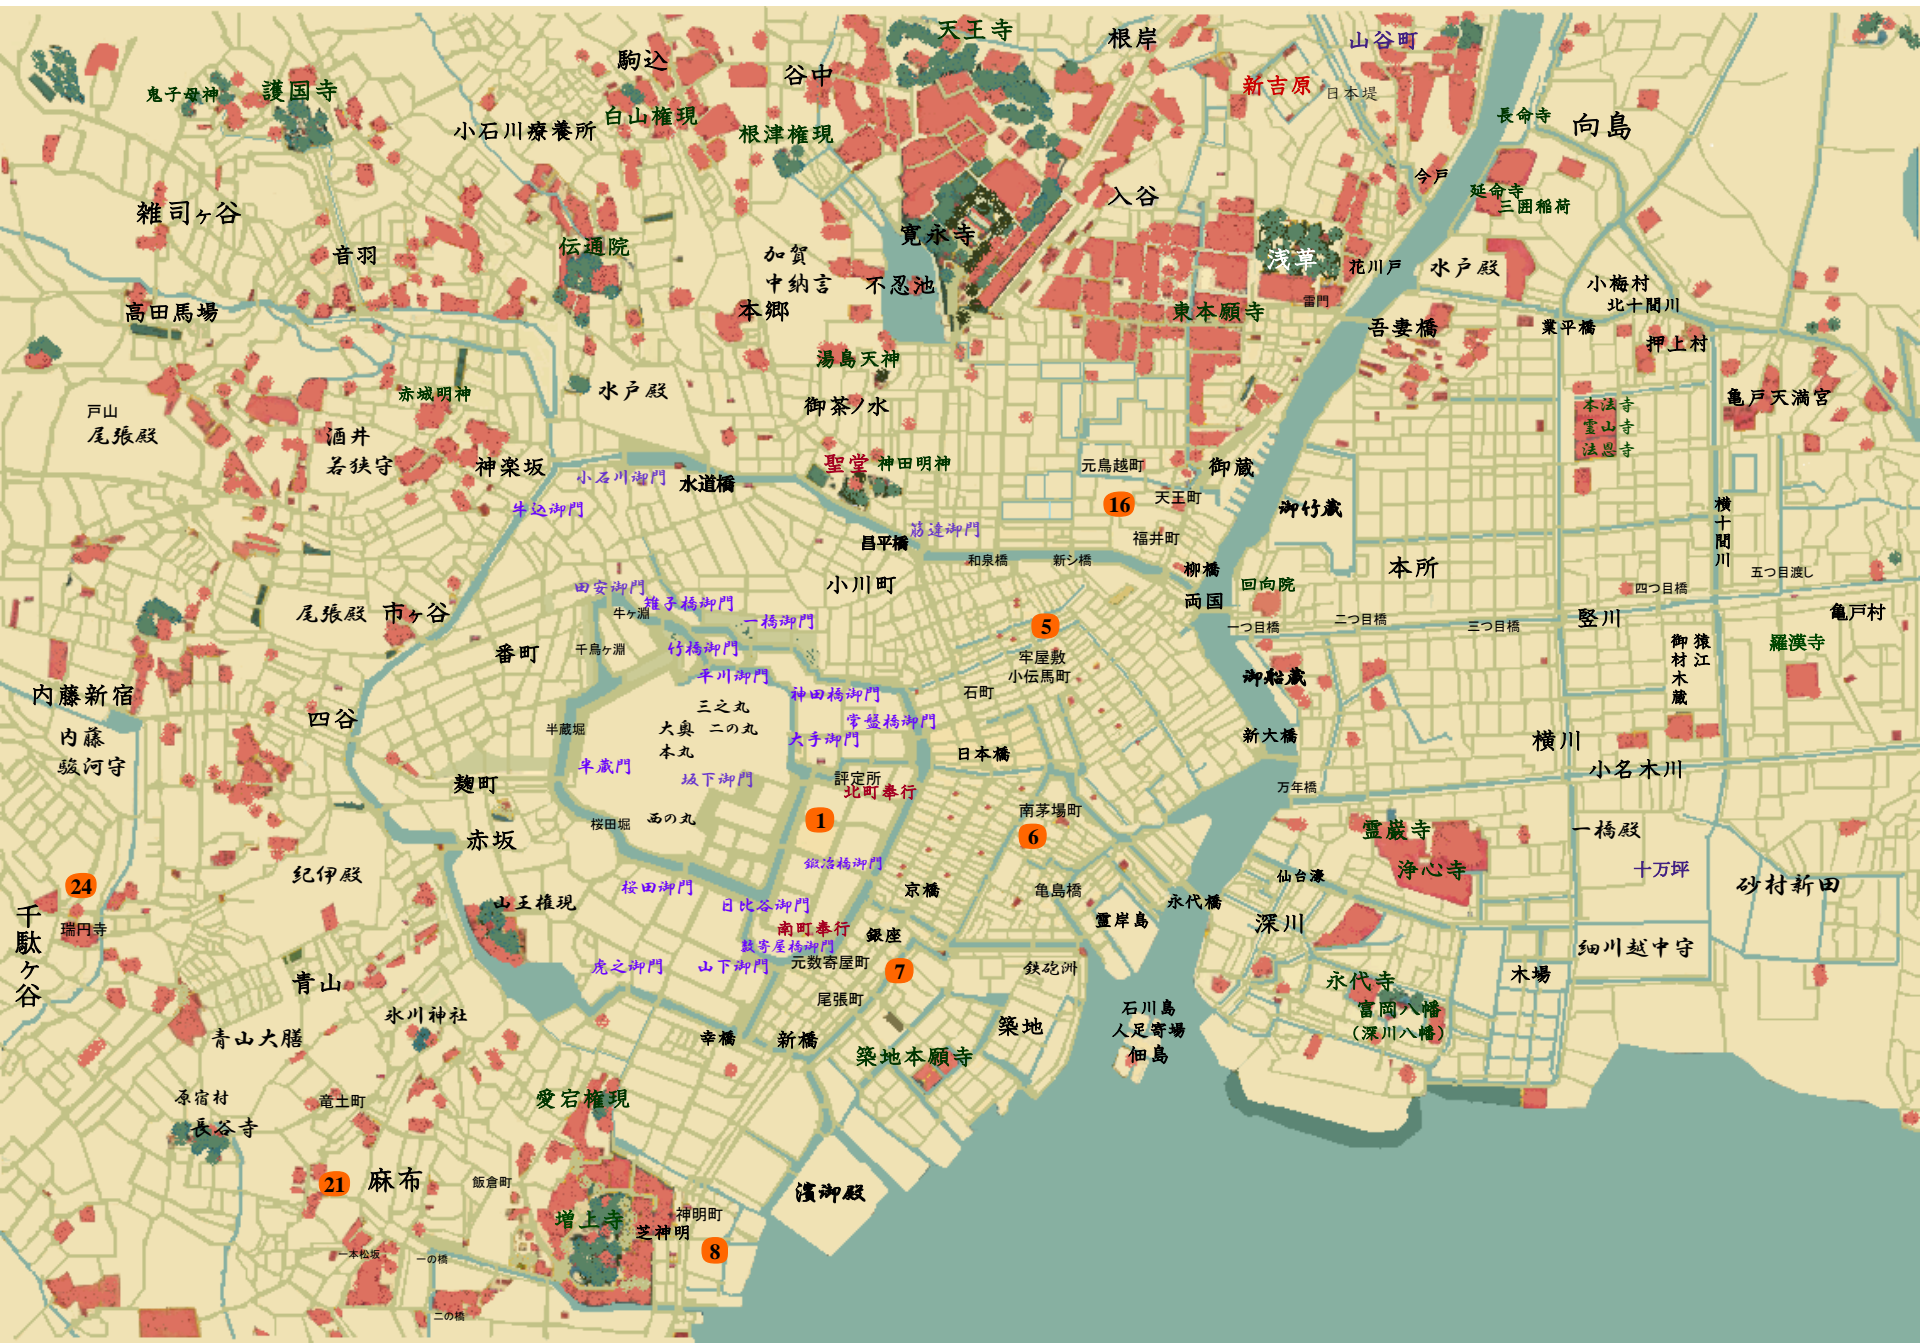 天王寺
根岸
山谷町
駒込
谷中
新吉原
日本堤
鬼子母神
護国寺
白山権現
長命寺
向島
小石川療養所
根津権現
今戸
延命寺
三囲稲荷
入谷
雑司ヶ谷
寛永寺
伝通院
音羽
加賀
中納言
浅草
花川戸
水戸殿
不忍池
小梅村
北十間川
高田馬場
本郷
東本願寺
雷門
吾妻橋
業平橋
押上村
湯島天神
赤城明神
水戸殿
戸山
尾張殿
御茶ノ水
本法寺
霊山寺
法恩寺
亀戸天満宮
酒井
若狭守
神楽坂
小石川御門
水道橋
聖堂
神田明神
元鳥越町
御蔵
天王町
16
牛込御門
御竹蔵
横十間川
筋違御門
昌平橋
福井町
和泉橋
新シ橋
柳橋
本所
五つ目渡し
小川町
田安御門
牛ヶ淵
雉子橋御門
両国
回向院
四つ目橋
尾張殿
市ヶ谷
一橋御門
5
一つ目橋
二つ目橋
三つ目橋
竪川
亀戸村
番町
千鳥ヶ淵
竹橋御門
牢屋敷
小伝馬町
御材木蔵
猿江
羅漢寺
平川御門
神田橋御門
石町
御船蔵
内藤新宿
四谷
三之丸
常盤橋御門
大奥
二の丸
大手御門
半蔵堀
本丸
日本橋
新大橋
横川
内藤
駿河守
半蔵門
坂下御門
評定所
北町奉行
小名木川
麹町
万年橋
西の丸
桜田堀
1
南茅場町
6
霊巌寺
一橋殿
赤坂
鍛冶橋御門
浄心寺
十万坪
紀伊殿
桜田御門
京橋
亀島橋
仙台濠
砂村新田
24
山王権現
日比谷御門
永代橋
千駄ヶ谷
瑞円寺
南町奉行
銀座
霊岸島
深川
数寄屋橋御門
細川越中守
虎之御門
山下御門
元数寄屋町
7
鉄砲洲
木場
青山
尾張町
永代寺
氷川神社
石川島
人足寄場
佃島
富岡八幡
(深川八幡)
青山大膳
幸橋
新橋
築地
築地本願寺
原宿村
長谷寺
竜土町
愛宕権現
21
麻布
飯倉町
濱御殿
増上寺
神明町
芝神明
8
一本松坂
一の橋
二の橋